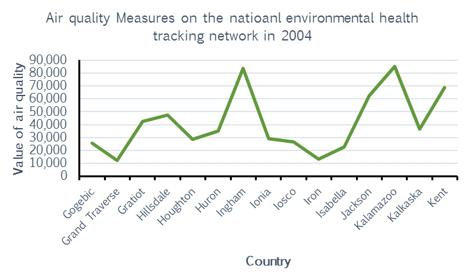 Air quality Measures on the natioanl environmental health
tracking network in 2004
Value of air quality
90,000
80,000
70,000
60,000
50,000
40,000
30,000
20,000
10,000
0
Gogebic
Grand Traverse
Gratiot
Hillsdale
Houghton
Huron
Ingham
Ionia
Iosco
Iron
Isabella
Jackson
Kalamazoo
Kalkaska
Kent
Country